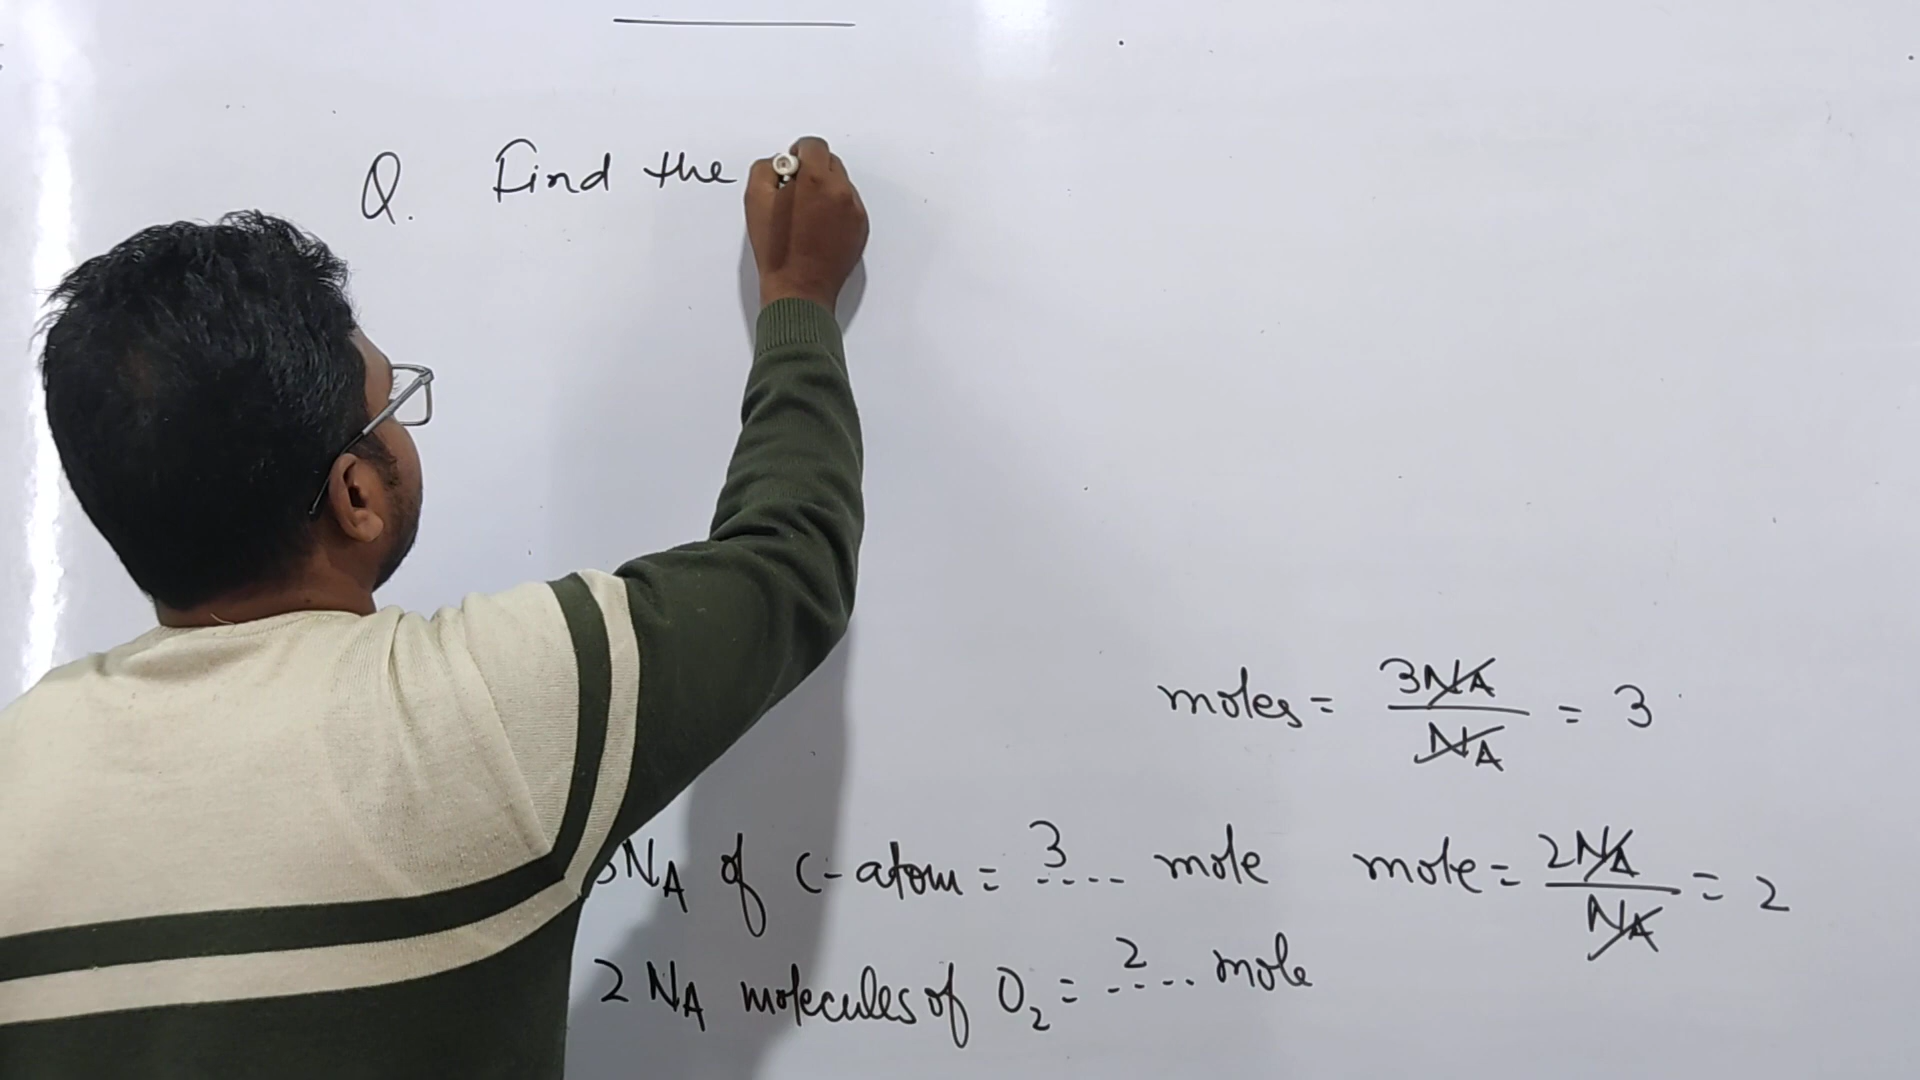 Q. Find the
moles = 3NA / NA = 3
3NA of C-atom = ..3.. mole mole = 2NA / NA = 2
2 NA molecules of O2 = ..2.. mole